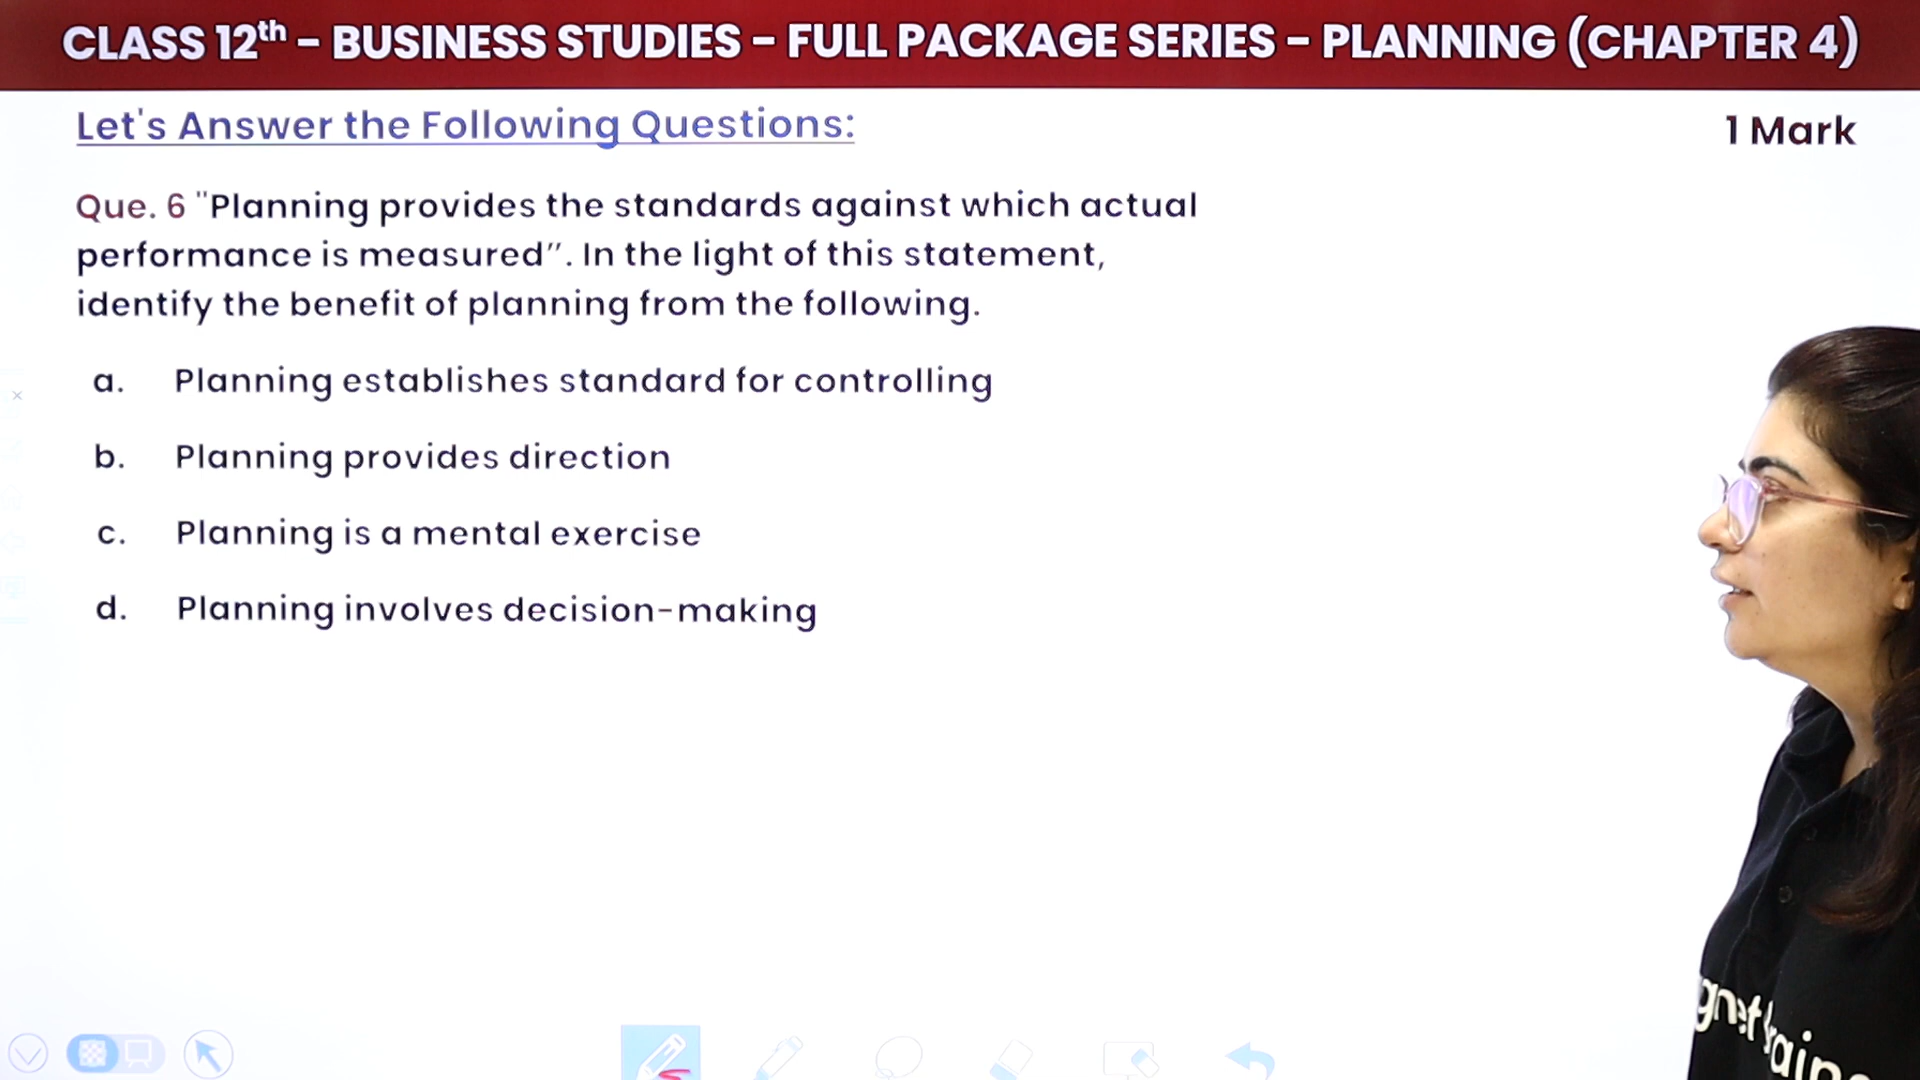 CLASS 12th – BUSINESS STUDIES – FULL PACKAGE SERIES – PLANNING (CHAPTER 4)
Let's Answer the Following Questions:
1 Mark
Que. 6 "Planning provides the standards against which actual
performance is measured”. In the light of this statement,
identify the benefit of planning from the following.
a. Planning establishes standard for controlling
b. Planning provides direction
c. Planning is a mental exercise
d. Planning involves decision-making